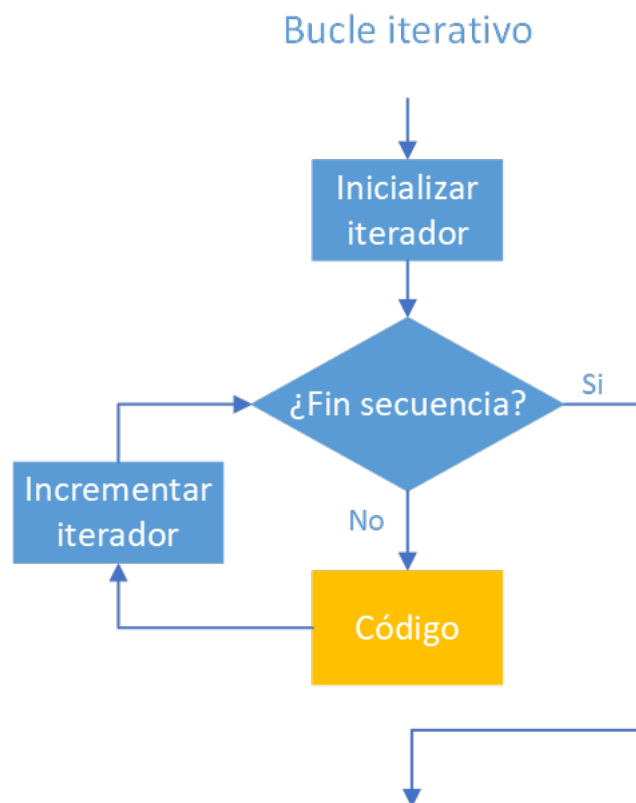 Bucle iterativo
Inicializar
iterador
¿Fin secuencia?
Si
Incrementar
iterador
No
Código